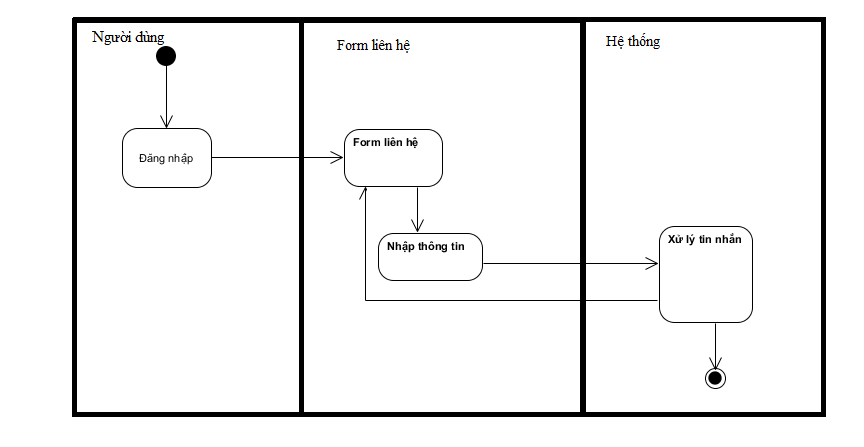 Người dùng
Form liên hệ
Hệ thống
Đăng nhập
Form liên hệ
Nhập thông tin
Xử lý tin nhắn